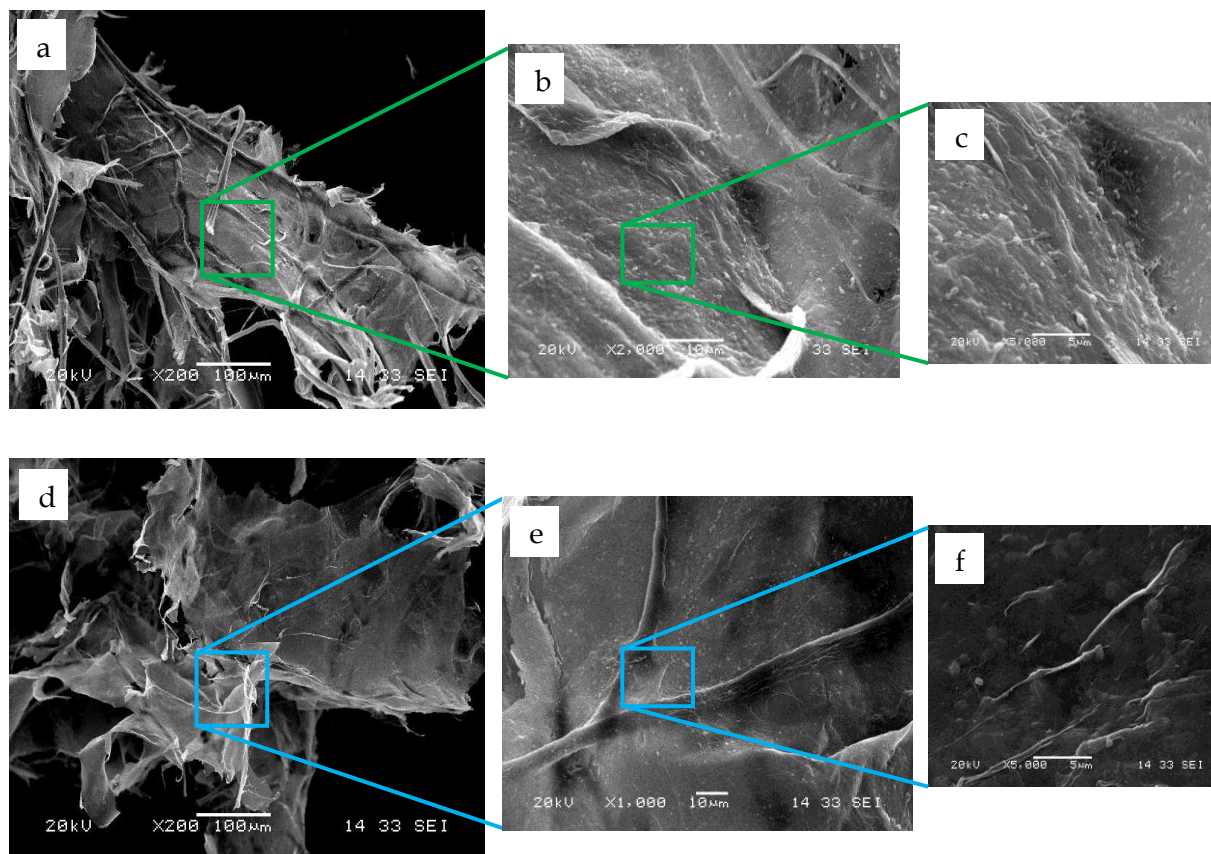 a
20kV X200 100μm 14 33 SEI
b
20kV X2,000 10μm 33 SEI
c
20kV X5,000 5μm 14 33 SEI
d
20kV X200 100μm 14 33 SEI
e
20kV X1,000 10μm 14 33 SEI
f
20kV X5,000 5μm 14 33 SEI